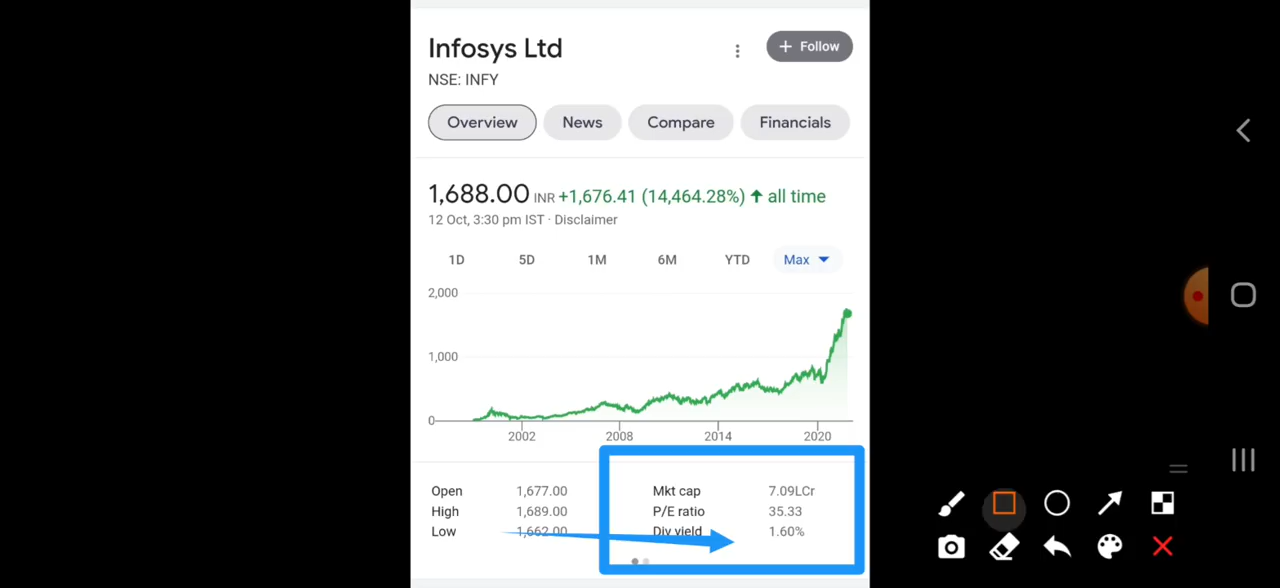 Infosys Ltd
+ Follow
NSE: INFY
Overview News Compare Financials
1,688.00 INR +1,676.41 (14,464.28%) ↑ all time
12 Oct, 3:30 pm IST · Disclaimer
1D 5D 1M 6M YTD Max
2,000
1,000
0
2002 2008 2014 2020
Open 1,677.00 Mkt cap 7.09LCr
High 1,689.00 P/E ratio 35.33
Low 1,662.00 Div yield 1.60%